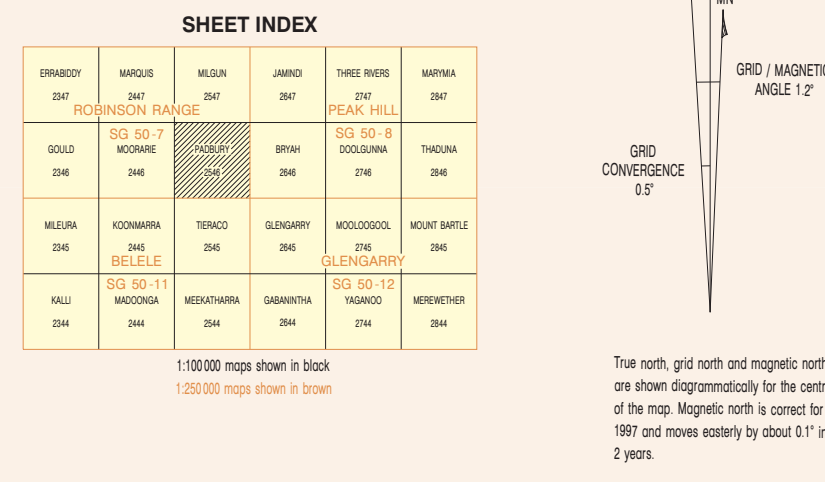 SHEET INDEX
ERRABIDDY MARQUIS MILGUN JAMINDI THREE RIVERS MARYMIA
2347 2447 2547 2647 2747 2847
ROBINSON RANGE PEAK HILL
SG 50-7 SG 50-8
GOULD MOORARIE PADBURY BRYAH DOOLGUNNA THADUNA
2346 2446 2546 2646 2746 2846
MILEURA KOONMARRA TIERACO GLENGARRY MOOLOOGOOL MOUNT BARTLE
2345 2445 2545 2645 2745 2845
BELELE GLENGARRY
SG 50-11 SG 50-12
KALLI MADOONGA MEEKATHARRA GABANINTHA YAGANOO MEREWETHER
2344 2444 2544 2644 2744 2844
1:100 000 maps shown in black
1:250 000 maps shown in brown
MN
GRID / MAGNETIC
ANGLE 1.2°
GRID
CONVERGENCE
0.5°
True north, grid north and magnetic north
are shown diagrammatically for the centr
of the map. Magnetic north is correct for
1997 and moves easterly by about 0.1° in
2 years.